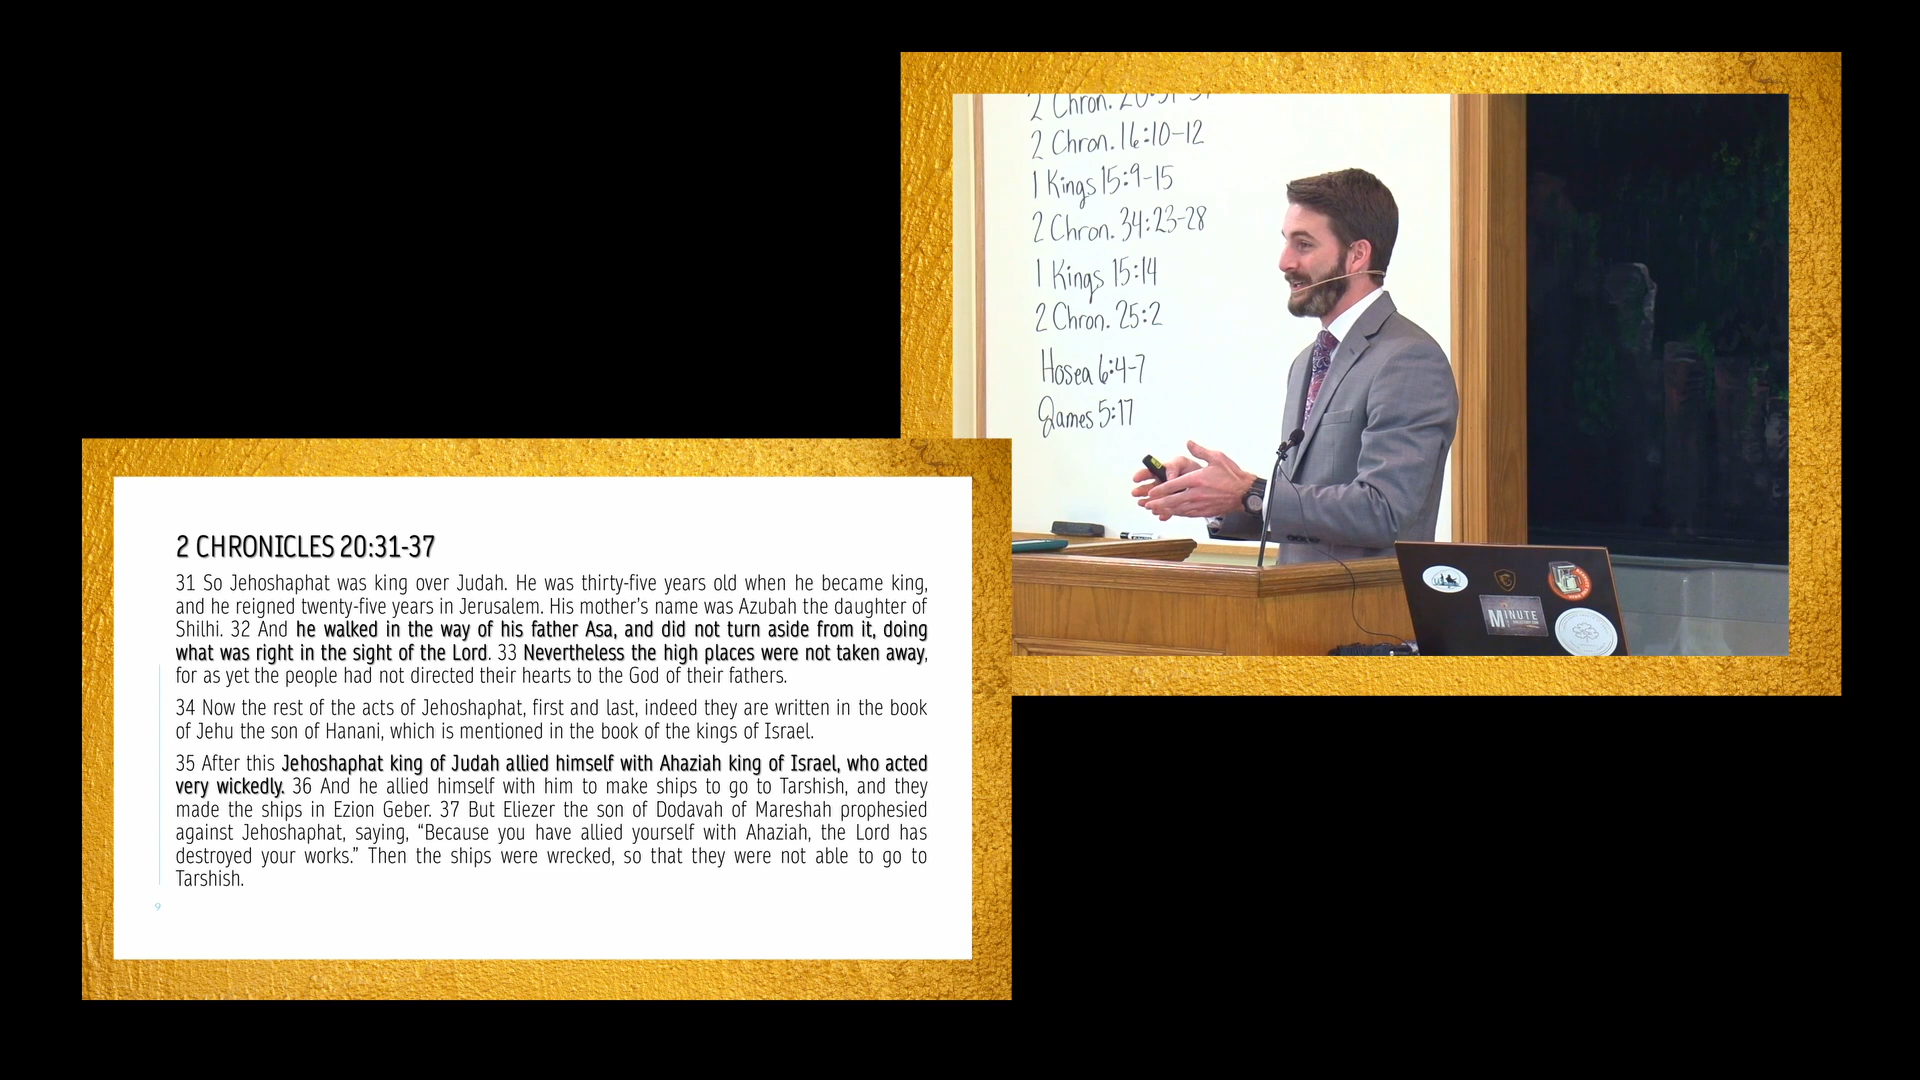 2 Chron. 20:31-37
2 Chron. 16:10-12
1 Kings 15:9-15
2 Chron. 34:23-28
1 Kings 15:14
2 Chron. 25:2
Hosea 6:4-7
James 5:17
MINUTE
2 CHRONICLES 20:31-37
31 So Jehoshaphat was king over Judah. He was thirty-five years old when he became king,
and he reigned twenty-five years in Jerusalem. His mother’s name was Azubah the daughter of
Shilhi. 32 And he walked in the way of his father Asa, and did not turn aside from it, doing
what was right in the sight of the Lord. 33 Nevertheless the high places were not taken away,
for as yet the people had not directed their hearts to the God of their fathers.
34 Now the rest of the acts of Jehoshaphat, first and last, indeed they are written in the book
of Jehu the son of Hanani, which is mentioned in the book of the kings of Israel.
35 After this Jehoshaphat king of Judah allied himself with Ahaziah king of Israel, who acted
very wickedly. 36 And he allied himself with him to make ships to go to Tarshish, and they
made the ships in Ezion Geber. 37 But Eliezer the son of Dodavah of Mareshah prophesied
against Jehoshaphat, saying, “Because you have allied yourself with Ahaziah, the Lord has
destroyed your works.” Then the ships were wrecked, so that they were not able to go to
Tarshish.
9